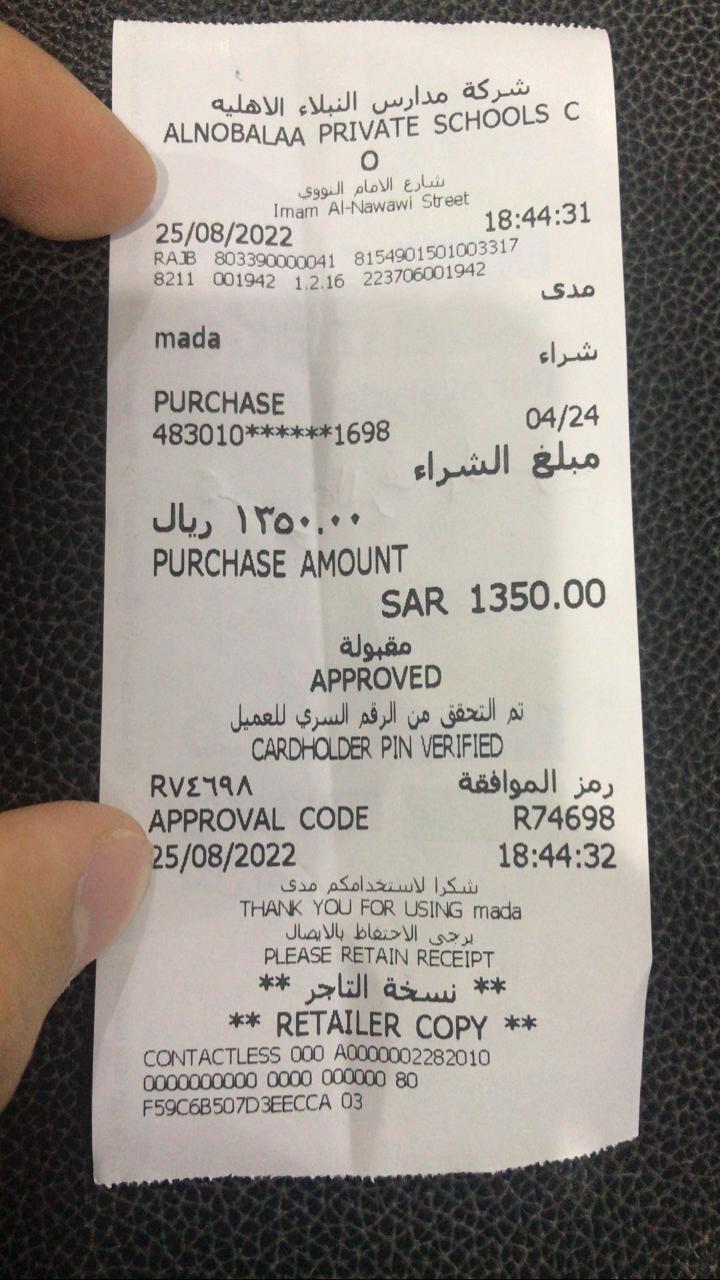 شركة مدارس النبلاء الاهليه
ALNOBALAA PRIVATE SCHOOLS C
O
شارع الامام النووي
Imam Al-Nawawi Street
25/08/2022 18:44:31
RAJB 803390000041 8154901501003317
8211 001942 1.2.16 223706001942
مدى
mada
شراء
PURCHASE
483010******1698 04/24
مبلغ الشراء
١٣٥٠.٠٠ ريال
PURCHASE AMOUNT
SAR 1350.00
مقبولة
APPROVED
تم التحقق من الرقم السري للعميل
CARDHOLDER PIN VERIFIED
رمز الموافقة R٧٤٦٩٨
APPROVAL CODE R74698
25/08/2022 18:44:32
شكرا لاستخدامكم مدى
THANK YOU FOR USING mada
يرجى الاحتفاظ بالايصال
PLEASE RETAIN RECEIPT
** نسخة التاجر **
** RETAILER COPY **
CONTACTLESS 000 A0000002282010
0000000000 0000 000000 80
F59C6B507D3EECCA 03